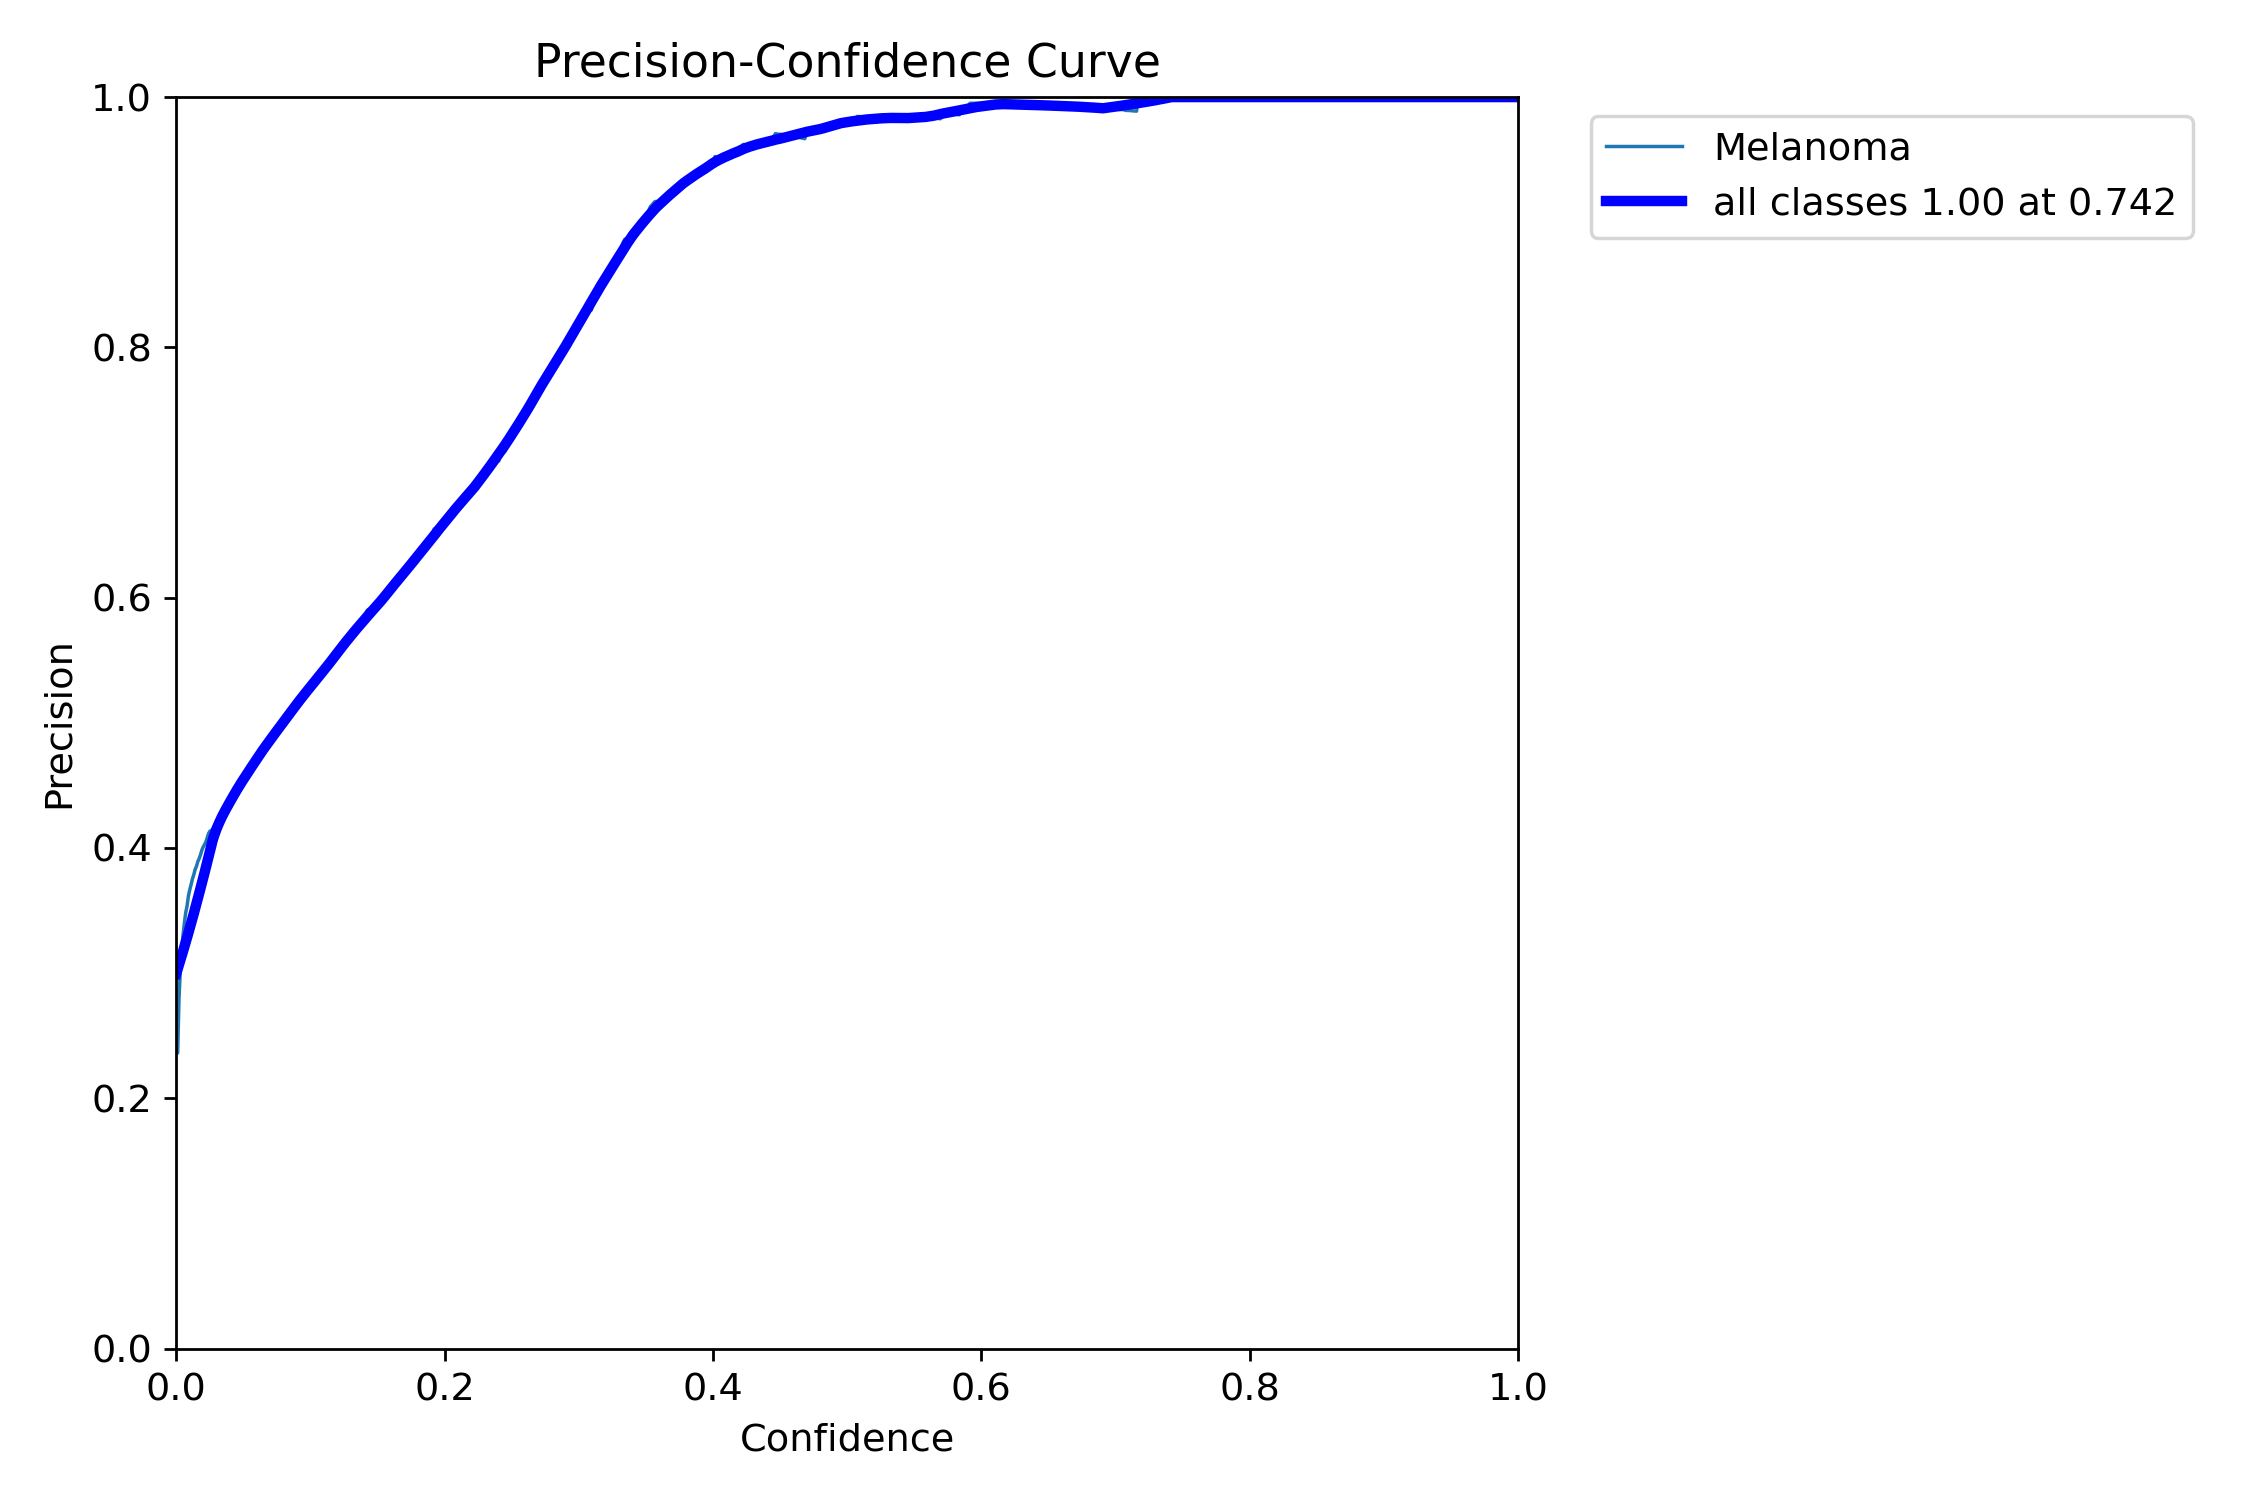 Precision-Confidence Curve
1.0
0.8
0.6
0.4
0.2
0.0
Precision
0.0 0.2 0.4 0.6 0.8 1.0
Confidence
Melanoma
all classes 1.00 at 0.742